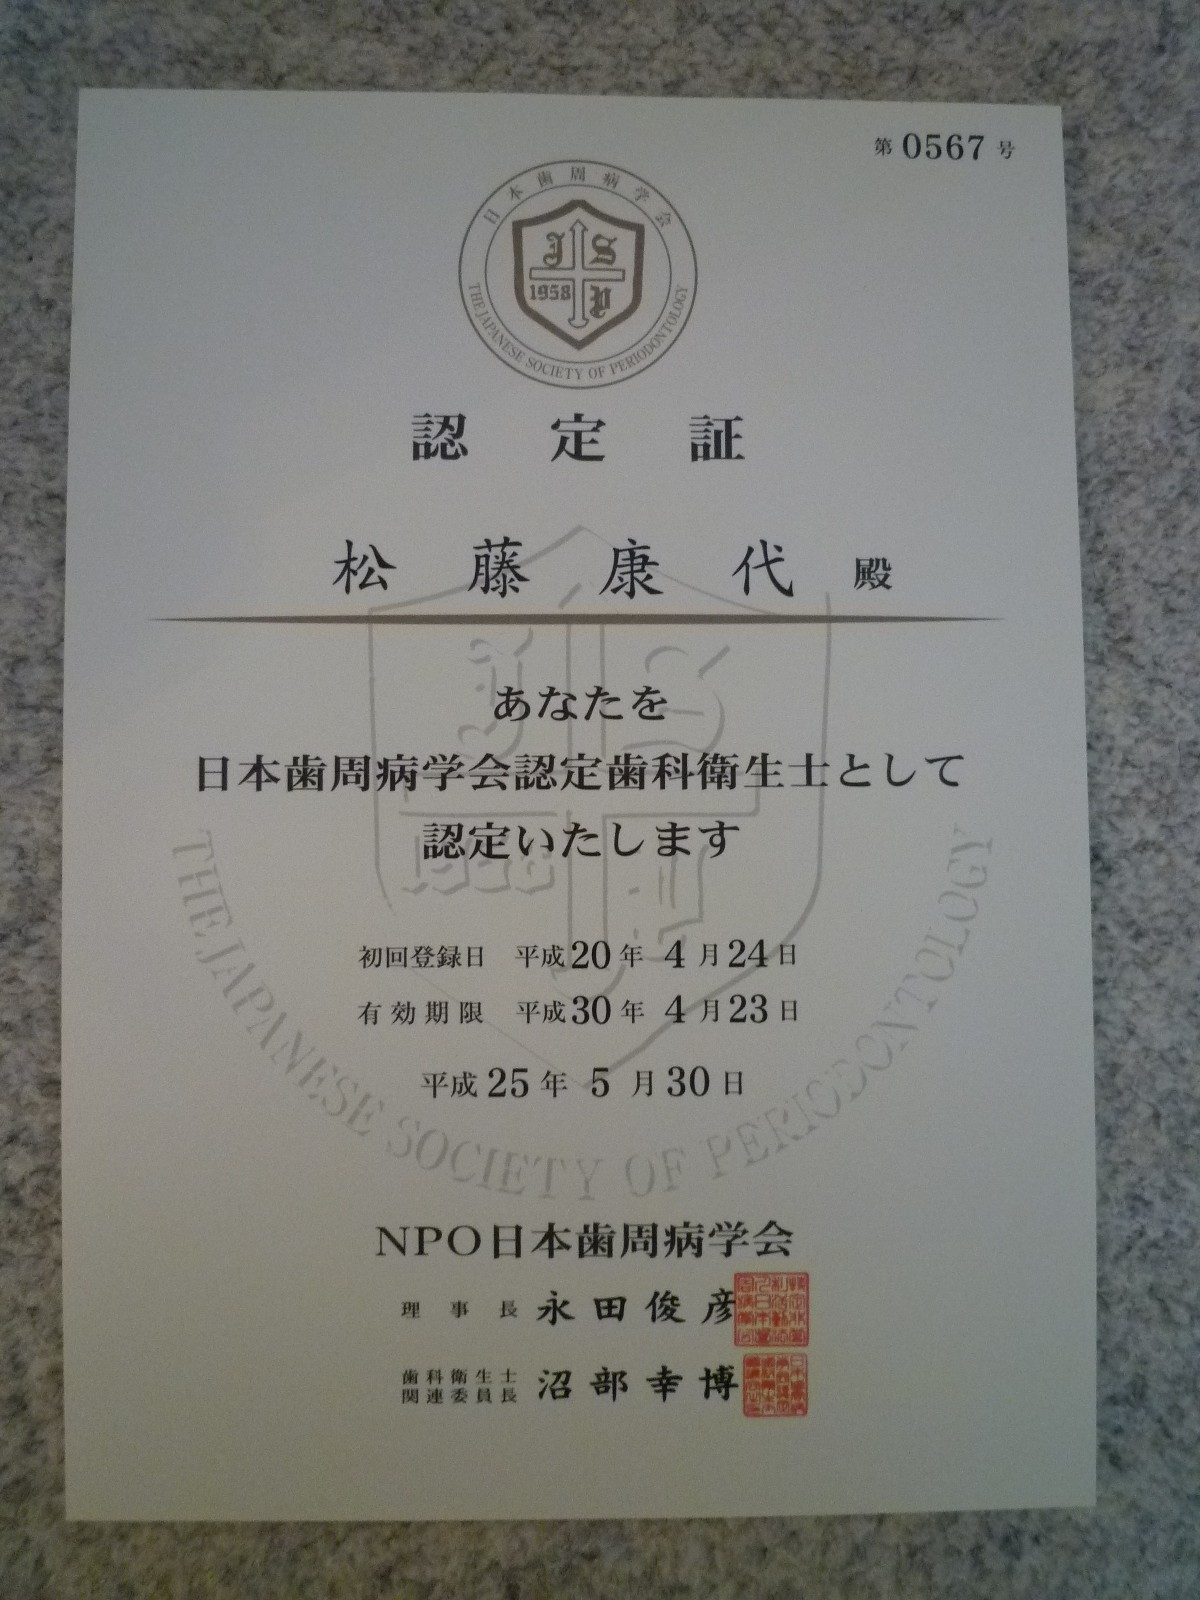 第 0567 号
日本歯周病学会
J S
1958 P
THE JAPANESE SOCIETY OF PERIODONTOLOGY
認定証
松藤康代 殿
あなたを
日本歯周病学会認定歯科衛生士として
認定いたします
初回登録日 平成20年 4月24日
有効期限 平成30年 4月23日
平成25年 5月30日
THE JAPANESE SOCIETY OF PERIODONTOLOGY
NPO日本歯周病学会
理事長 永田俊彦
歯科衛生士
関連委員長 沼部幸博